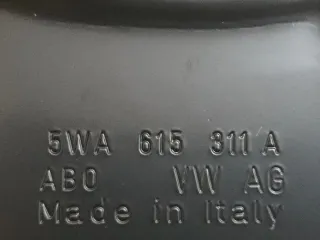 5WA 615 311 A
ABO VW AG
Made in Italy